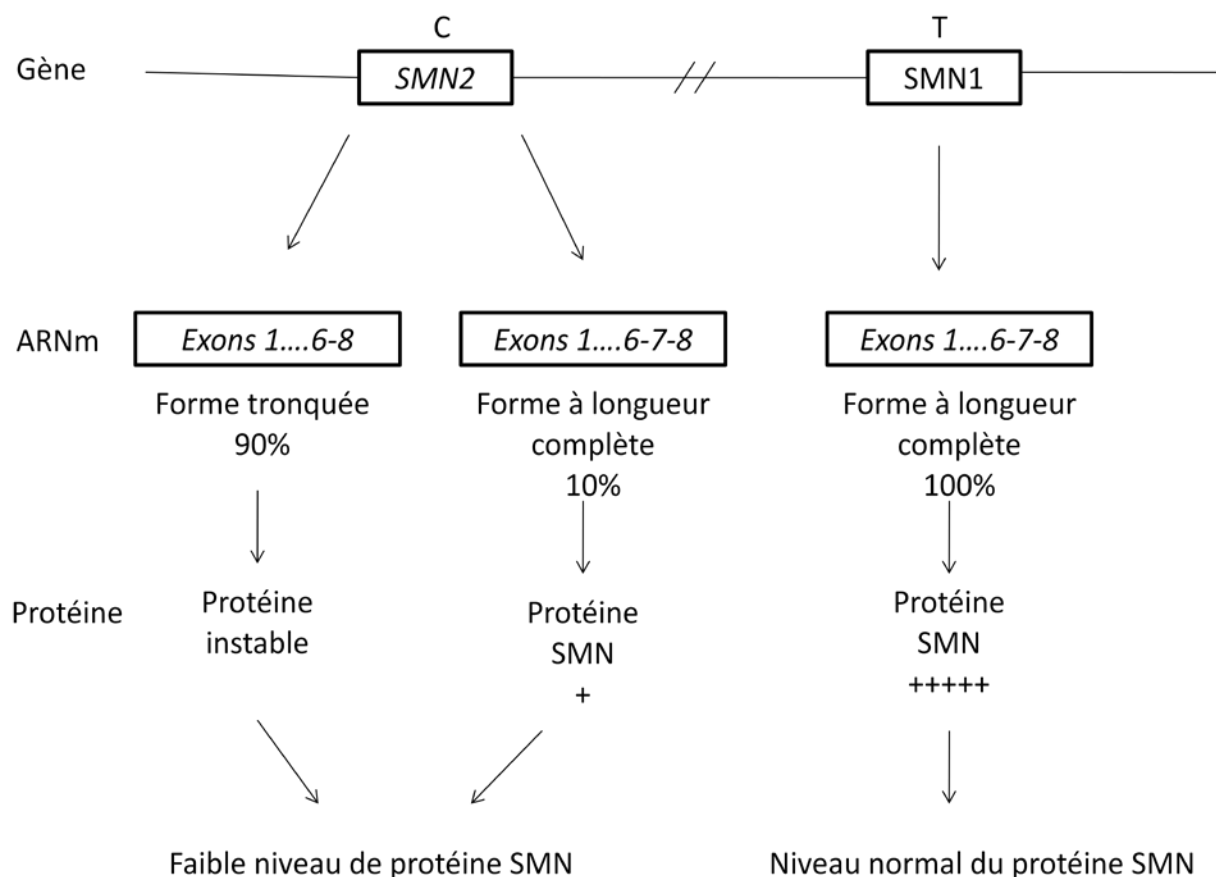 C T
Gène SMN2 SMN1
ARNm Exons 1....6-8 Exons 1....6-7-8 Exons 1....6-7-8
Forme tronquée
90%
Forme à longueur
complète
10%
Forme à longueur
complète
100%
Protéine
Protéine
instable
Protéine
SMN
+
Protéine
SMN
+++++
Faible niveau de protéine SMN
Niveau normal du protéine SMN